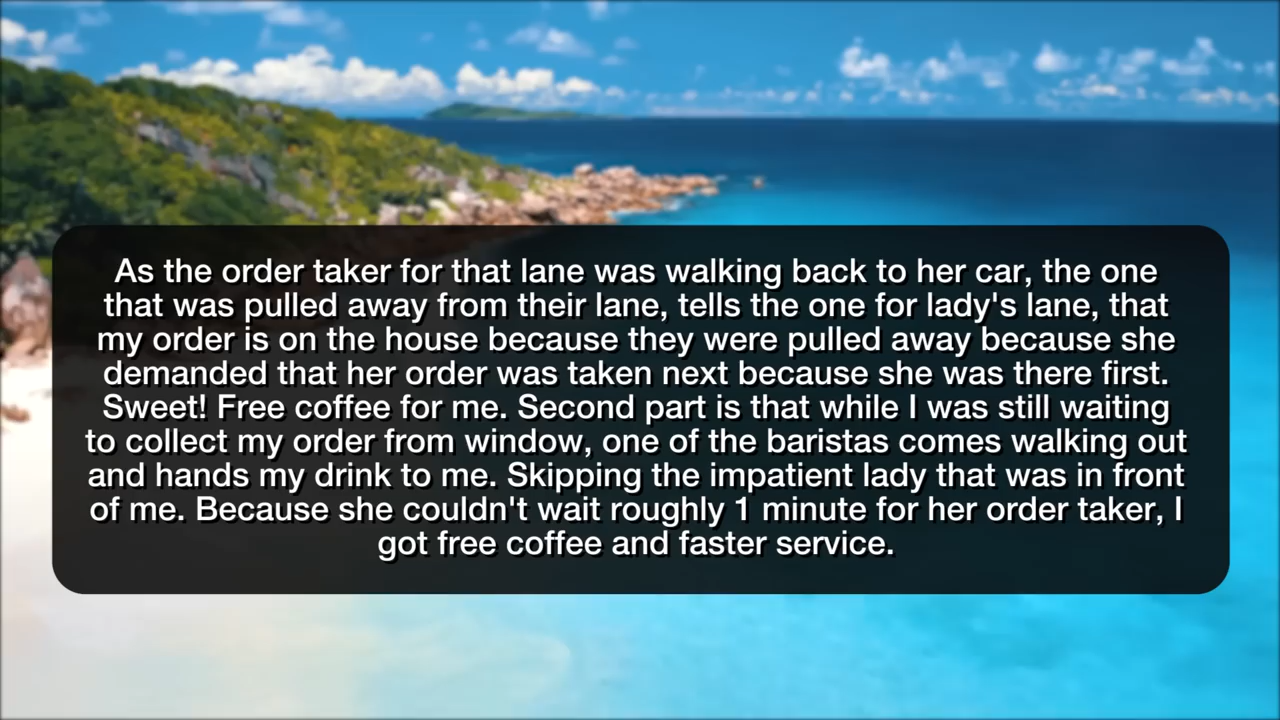 As the order taker for that lane was walking back to her car, the one
that was pulled away from their lane, tells the one for lady's lane, that
my order is on the house because they were pulled away because she
demanded that her order was taken next because she was there first.
Sweet! Free coffee for me. Second part is that while I was still waiting
to collect my order from window, one of the baristas comes walking out
and hands my drink to me. Skipping the impatient lady that was in front
of me. Because she couldn't wait roughly 1 minute for her order taker, I
got free coffee and faster service.